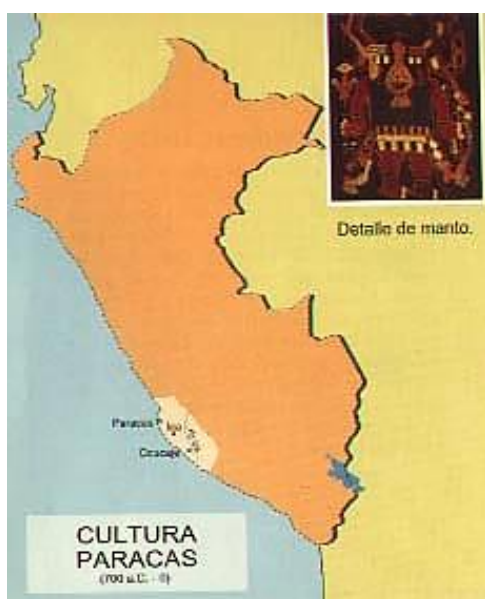 Detalle de manto.
Paracas
Ica
Ocucaje
CULTURA
PARACAS
(700 a.C. - 0)